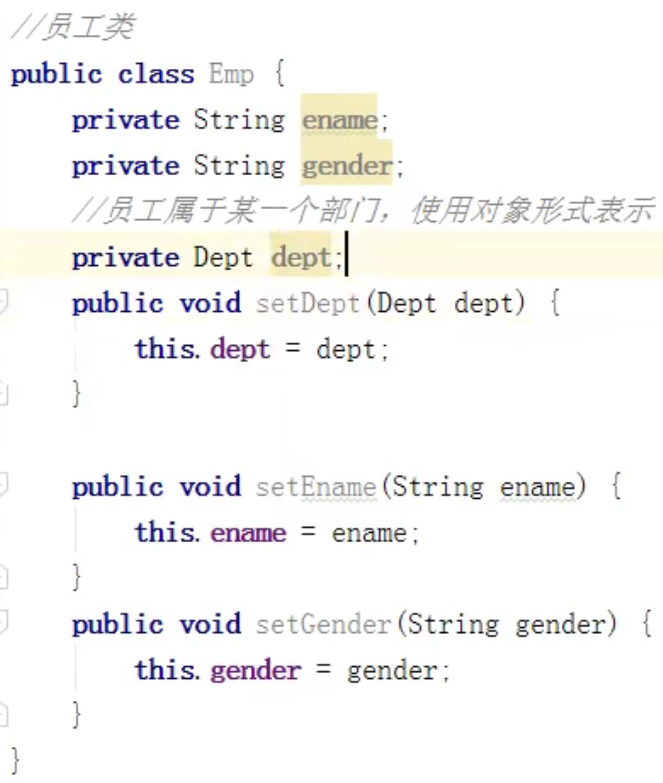 //员工类
public class Emp {
    private String ename;
    private String gender;
    //员工属于某一个部门，使用对象形式表示
    private Dept dept;
    public void setDept(Dept dept) {
        this.dept = dept;
    }

    public void setEname(String ename) {
        this.ename = ename;
    }
    public void setGender(String gender) {
        this.gender = gender;
    }
}